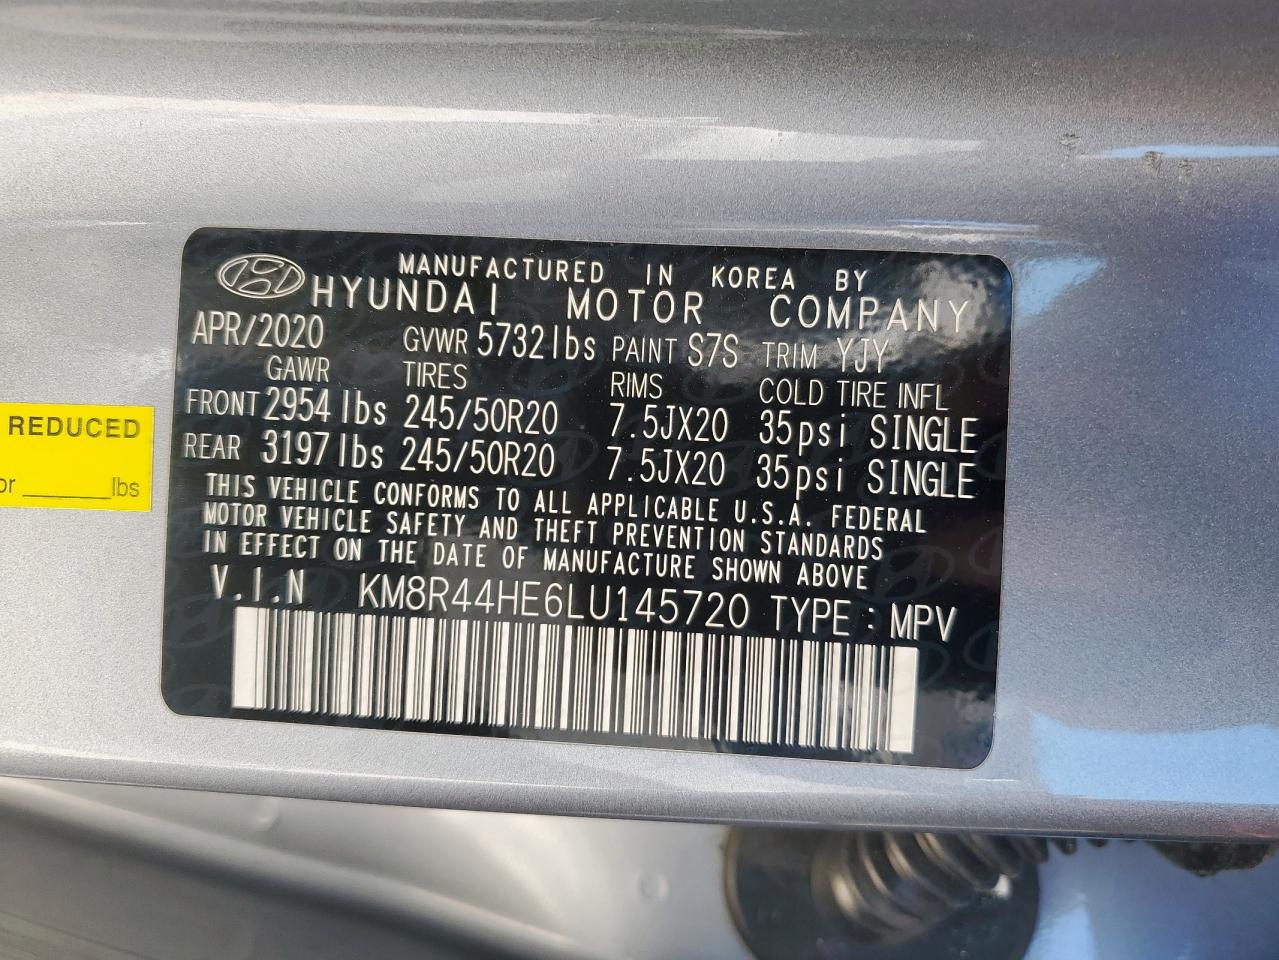 MANUFACTURED IN KOREA BY
HYUNDAI MOTOR COMPANY
APR/2020 GVWR 5732lbs PAINT S7S TRIM YJY
GAWR TIRES RIMS COLD TIRE INFL
FRONT 2954 lbs 245/50R20 7.5JX20 35psi SINGLE
REAR 3197lbs 245/50R20 7.5JX20 35psi SINGLE
THIS VEHICLE CONFORMS TO ALL APPLICABLE U.S.A. FEDERAL
MOTOR VEHICLE SAFETY AND THEFT PREVENTION STANDARDS
IN EFFECT ON THE DATE OF MANUFACTURE SHOWN ABOVE
V.I.N KM8R44HE6LU145720 TYPE : MPV
REDUCED
or ______lbs